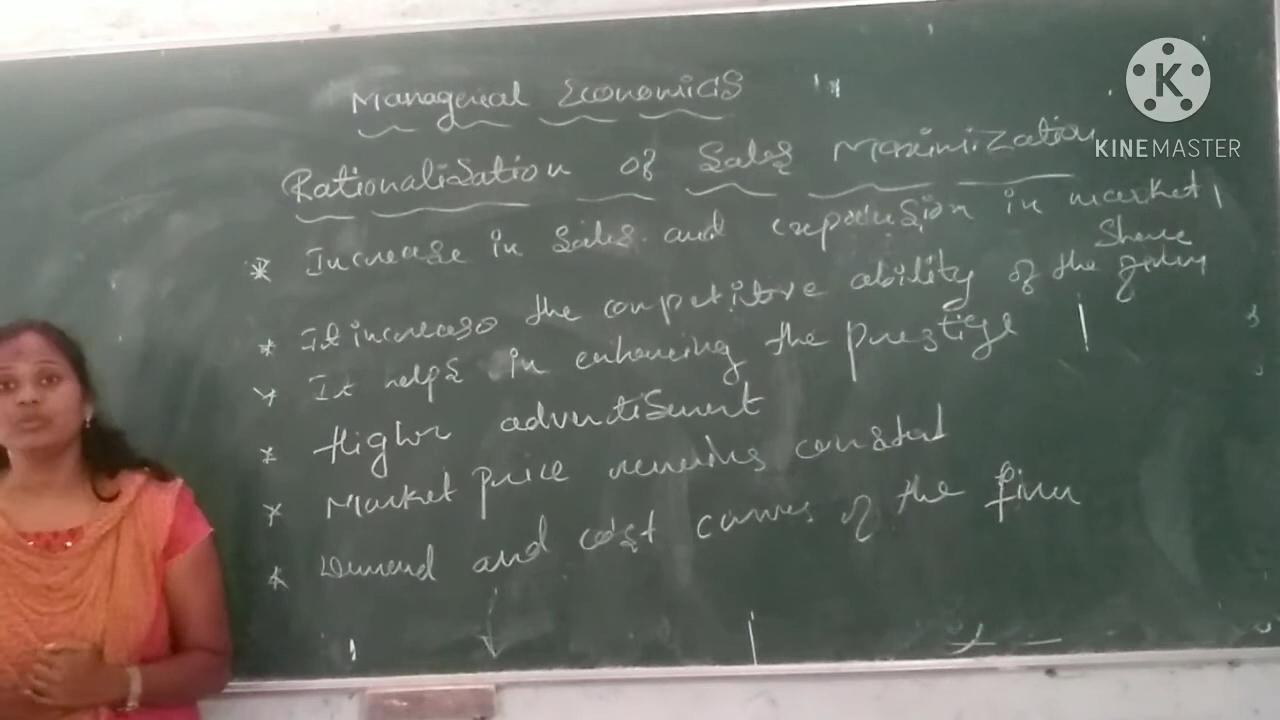 Managerial Economics
K
KINEMASTER
Rationalisation of Sales Maximization
* Increase in sales and expansion in market
Share
* It increase the competitive ability of the firm
* It helps in enhancing the prestige
* Higher advertisement
* Market price remains constant
* Demand and cost curves of the firm